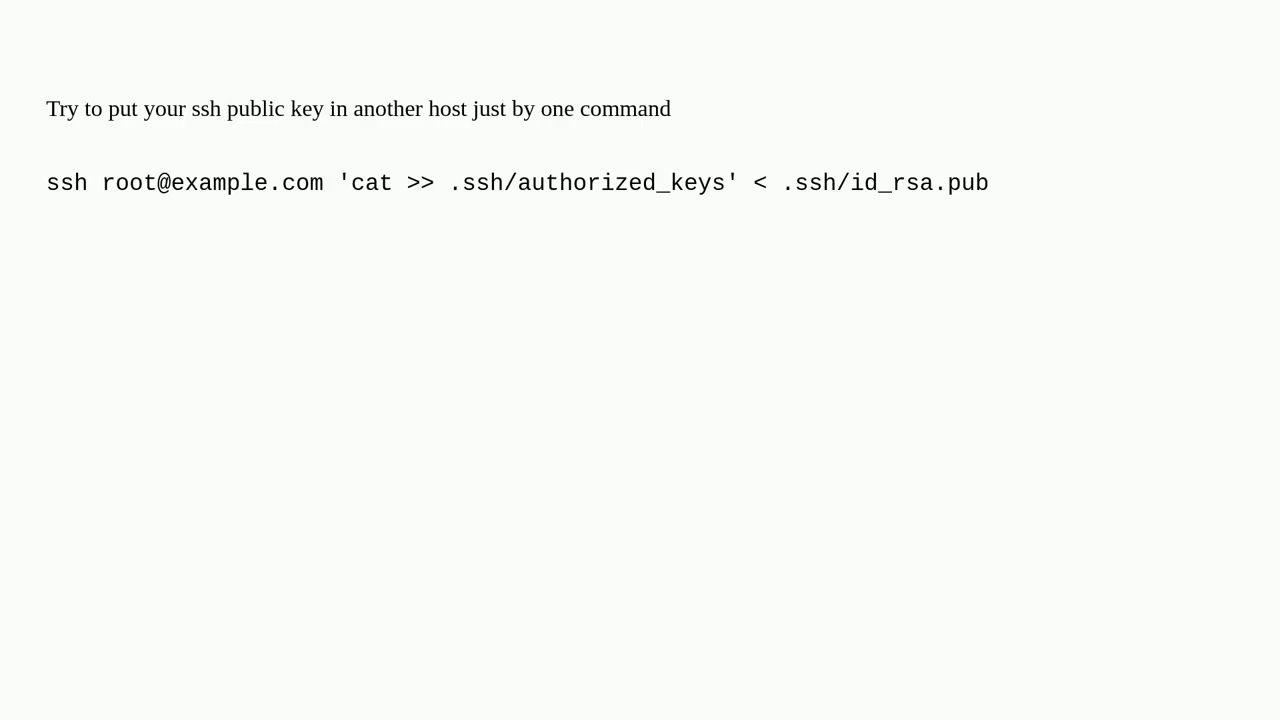 Try to put your ssh public key in another host just by one command
ssh root@example.com 'cat >> .ssh/authorized_keys' < .ssh/id_rsa.pub